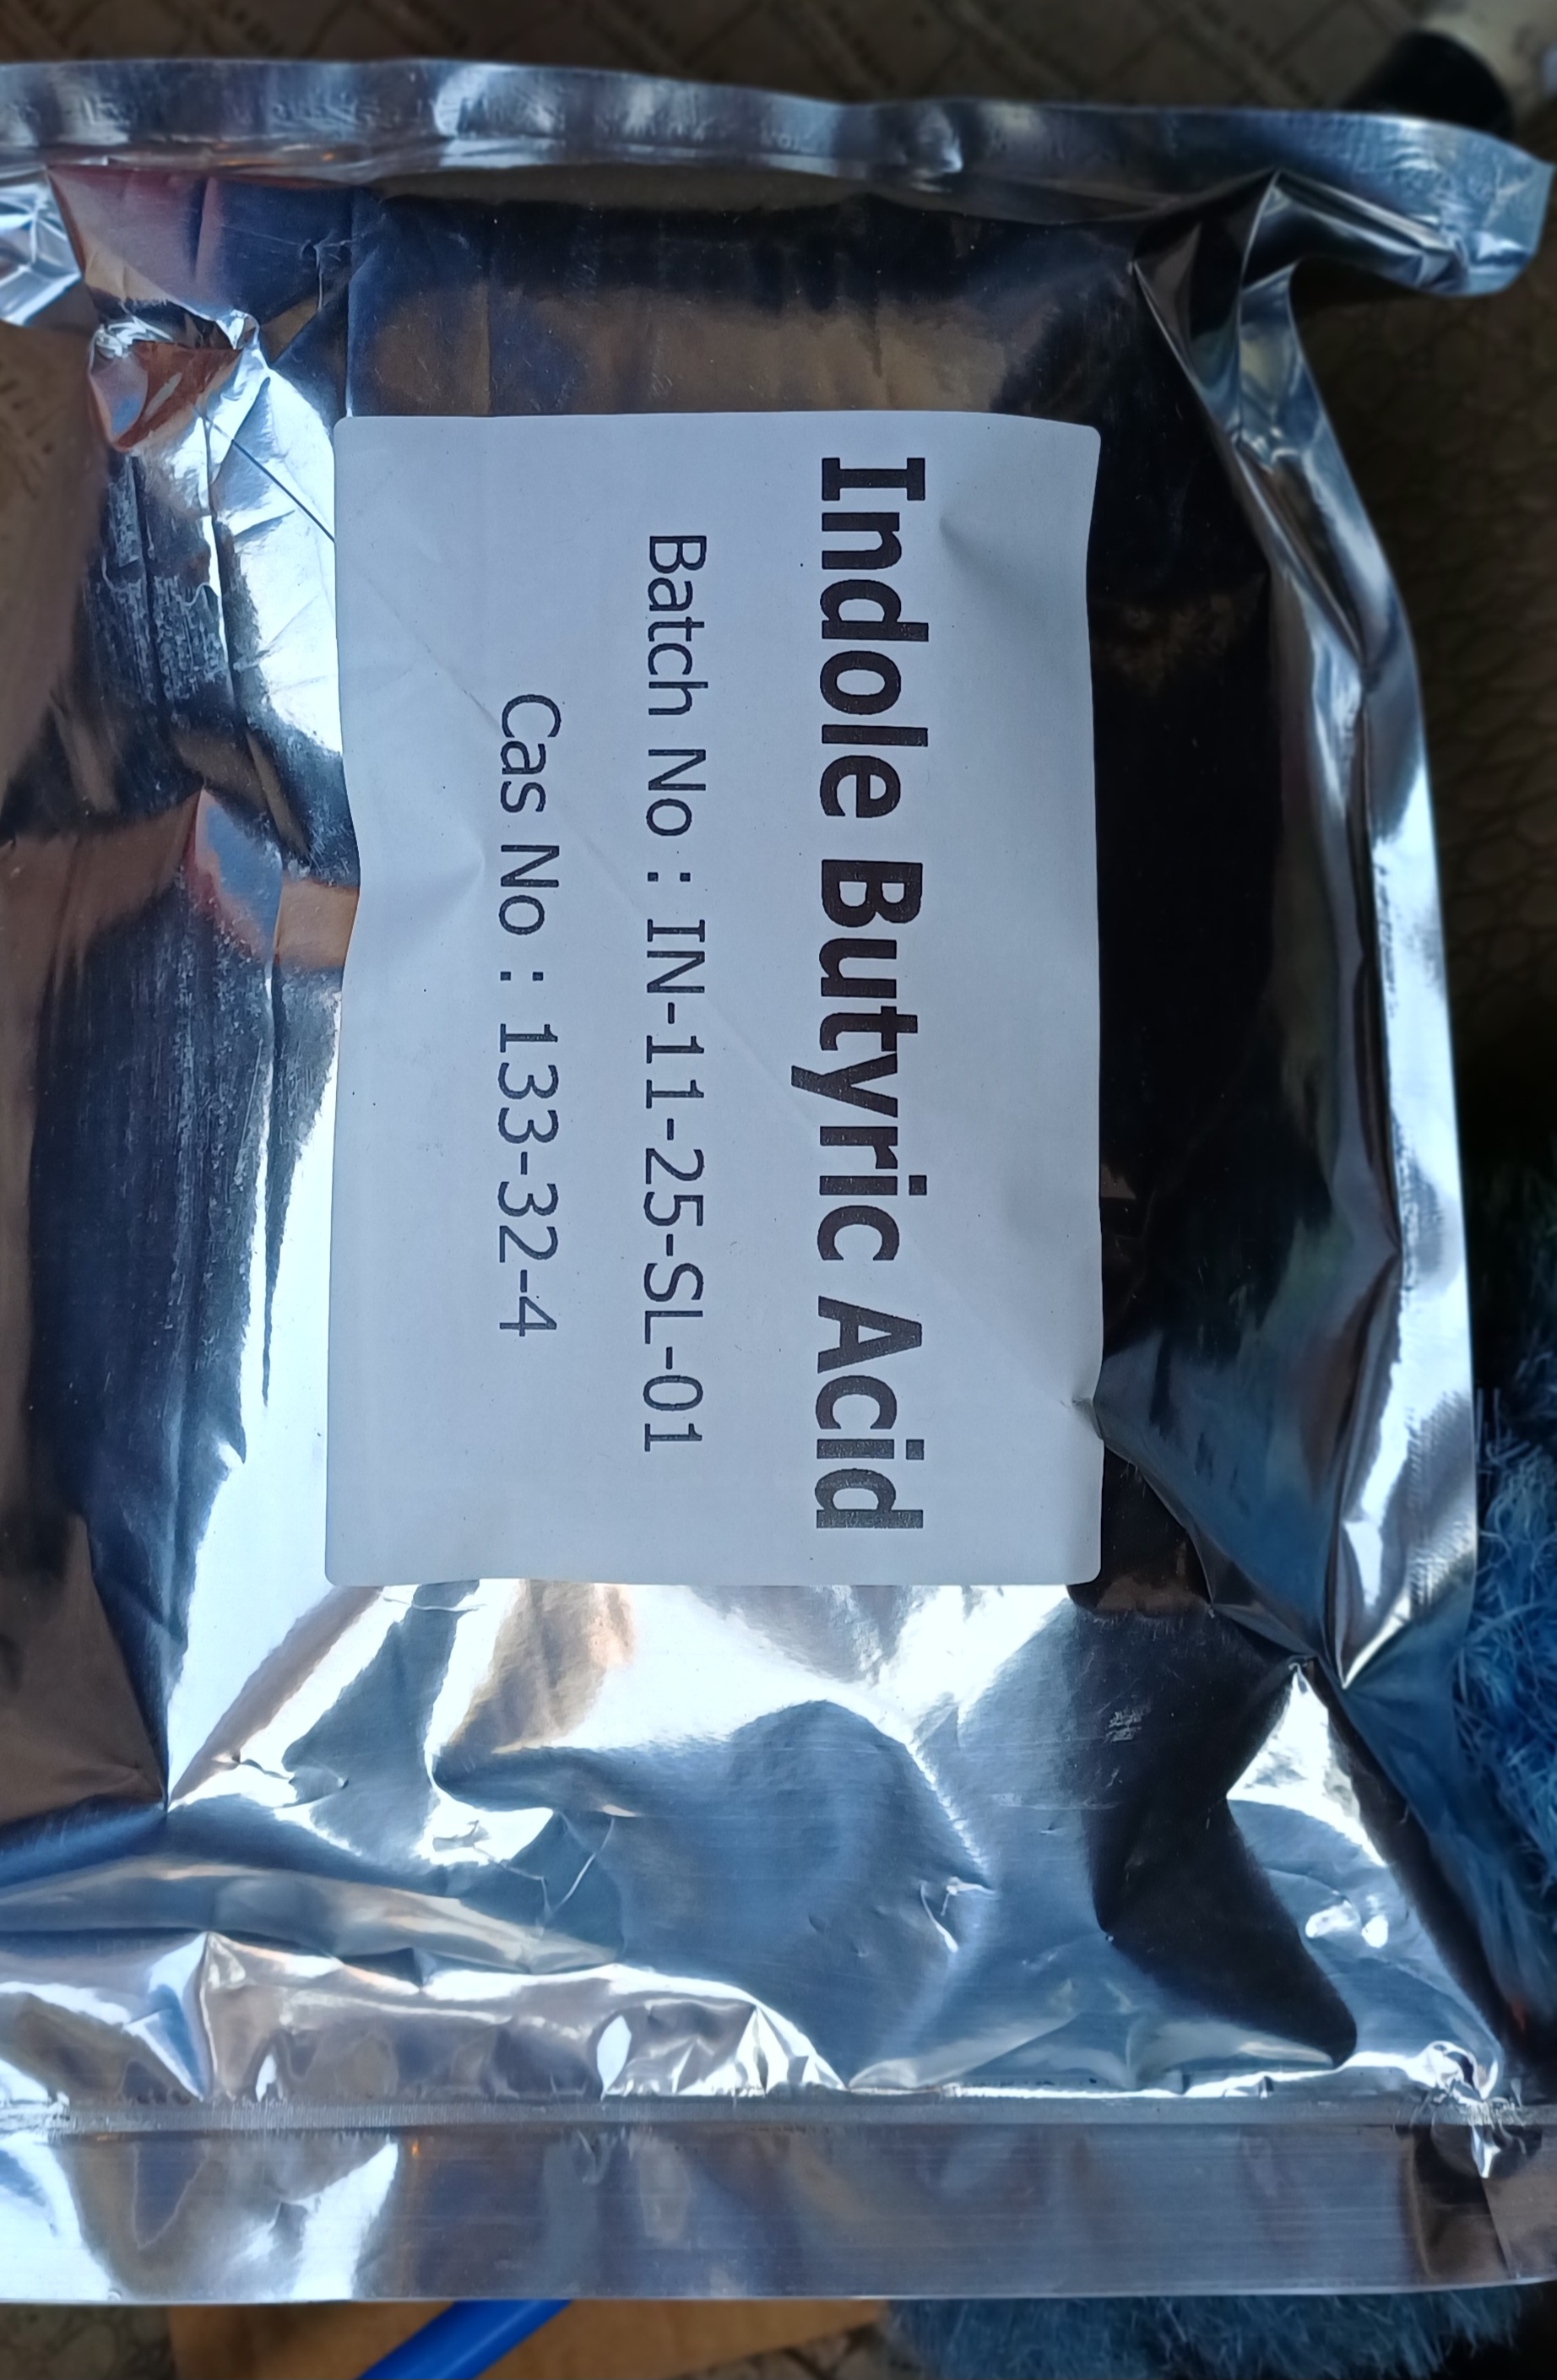 Indole Butyric Acid
Batch No : IN-11-25-SL-01
Cas No : 133-32-4